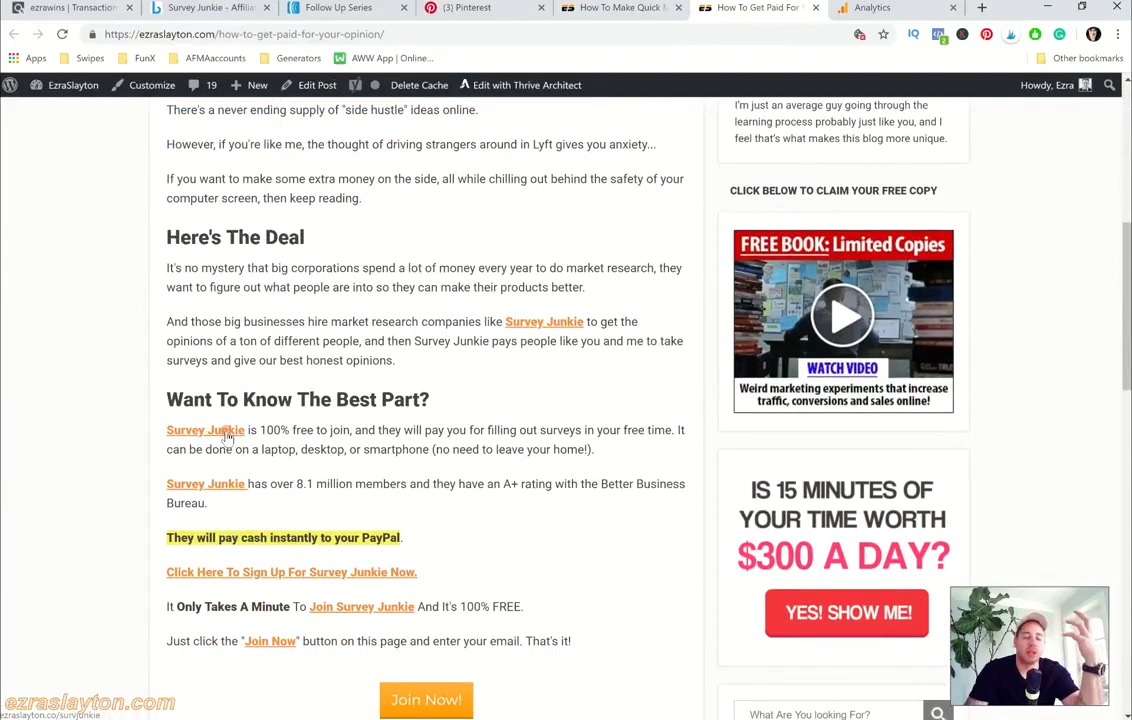 ezrawins | Transaction
Survey Junkie - Affilia
Follow Up Series
(3) Pinterest
How To Make Quick M
How To Get Paid For
Analytics
https://ezraslayton.com/how-to-get-paid-for-your-opinion/
Apps Swipes FunX AFMAaccounts Generators AWW App | Online... Other bookmarks
EzraSlayton Customize 19 New Edit Post Delete Cache Edit with Thrive Architect Howdy, Ezra
There's a never ending supply of "side hustle" ideas online.
However, if you're like me, the thought of driving strangers around in Lyft gives you anxiety...
If you want to make some extra money on the side, all while chilling out behind the safety of your
computer screen, then keep reading.
Here's The Deal
It's no mystery that big corporations spend a lot of money every year to do market research, they
want to figure out what people are into so they can make their products better.
And those big businesses hire market research companies like Survey Junkie to get the
opinions of a ton of different people, and then Survey Junkie pays people like you and me to take
surveys and give our best honest opinions.
Want To Know The Best Part?
Survey Junkie is 100% free to join, and they will pay you for filling out surveys in your free time. It
can be done on a laptop, desktop, or smartphone (no need to leave your home!).
Survey Junkie has over 8.1 million members and they have an A+ rating with the Better Business
Bureau.
They will pay cash instantly to your PayPal.
Click Here To Sign Up For Survey Junkie Now.
It Only Takes A Minute To Join Survey Junkie And It's 100% FREE.
Just click the "Join Now" button on this page and enter your email. That's it!
Join Now!
I'm just an average guy going through the
learning process probably just like you, and I
feel that's what makes this blog more unique.
CLICK BELOW TO CLAIM YOUR FREE COPY
FREE BOOK: Limited Copies
WATCH VIDEO
Weird marketing experiments that increase
traffic, conversions and sales online!
IS 15 MINUTES OF
YOUR TIME WORTH
$300 A DAY?
YES! SHOW ME!
What Are You looking For?
ezraslayton.com
ezraslayton.co/survjunkie